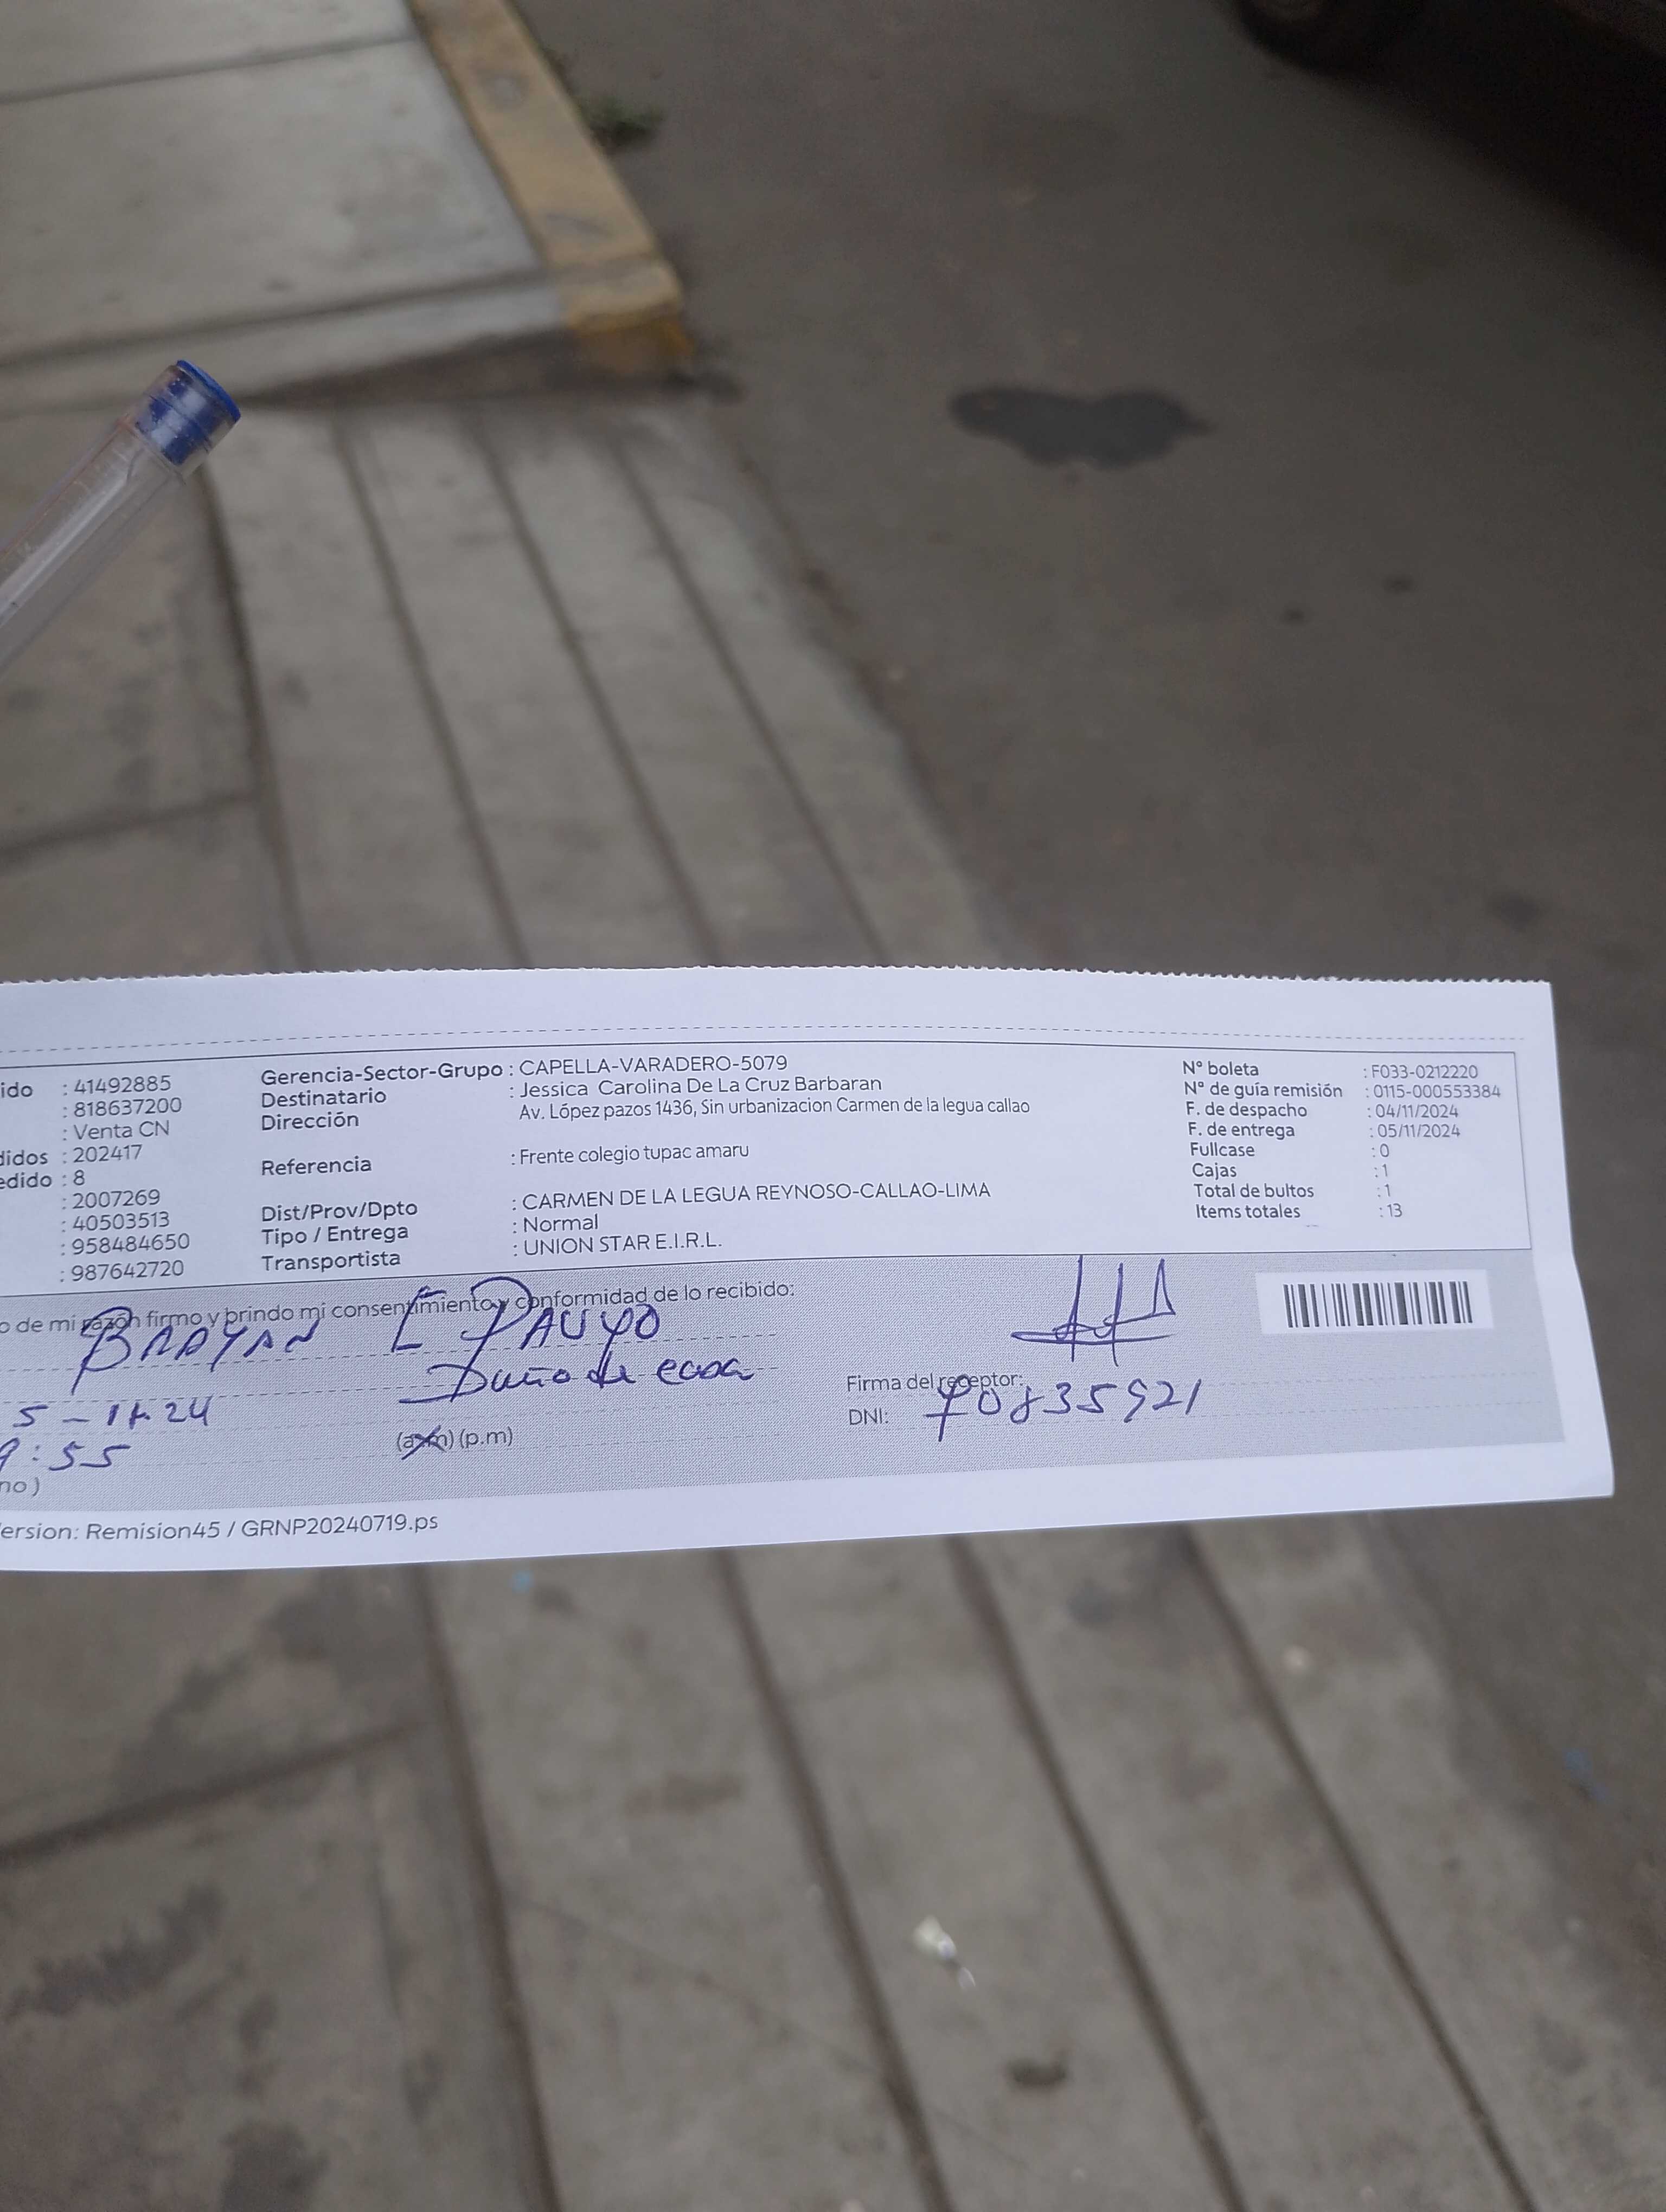 ido : 41492885
: 818637200
: Venta CN
didos : 202417
edido : 8
: 2007269
: 40503513
: 958484650
: 987642720
Gerencia-Sector-Grupo : CAPELLA-VARADERO-5079
Destinatario : Jessica Carolina De La Cruz Barbaran
Dirección Av. López pazos 1436, Sin urbanizacion Carmen de la legua callao
Referencia : Frente colegio tupac amaru
Dist/Prov/Dpto : CARMEN DE LA LEGUA REYNOSO-CALLAO-LIMA
Tipo / Entrega : Normal
Transportista : UNION STAR E.I.R.L.
Nº boleta : F033-0212220
Nº de guía remisión : 0115-000553384
F. de despacho : 04/11/2024
F. de entrega : 05/11/2024
Fullcase : 0
Cajas : 1
Total de bultos : 1
Items totales : 13
o de mi razón firmo y brindo mi consentimiento y conformidad de lo recibido:
BRAYAN E PAUYO
Dueño de casa
5-11-24
9:55 (a.m) (p.m)
no)
Firma del receptor:
DNI: 70835921
ersion: Remision45 / GRNP20240719.ps